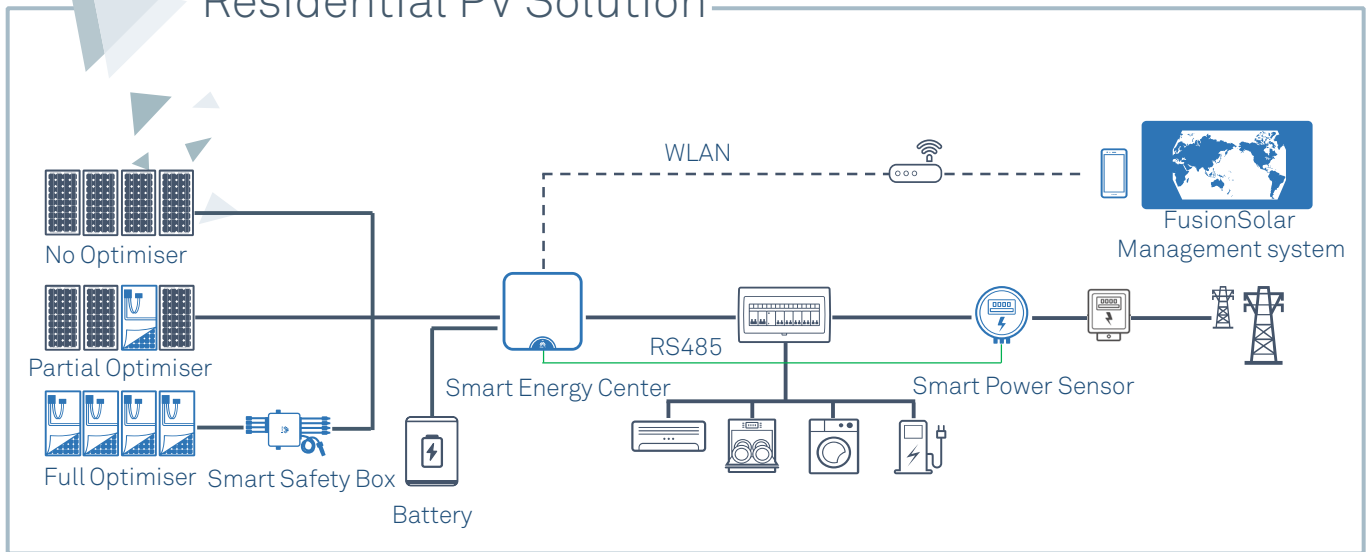 Residential PV Solution
WLAN
No Optimiser
FusionSolar
Management system
Partial Optimiser
RS485
Smart Energy Center
Smart Power Sensor
Full Optimiser
Smart Safety Box
Battery